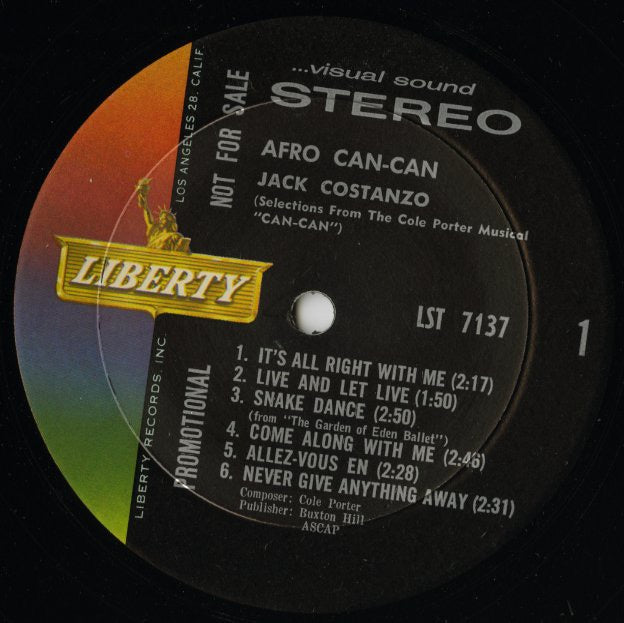 ...visual sound
STEREO
AFRO CAN-CAN
JACK COSTANZO
(Selections From The Cole Porter Musical
"CAN-CAN")
NOT FOR SALE
LOS ANGELES 28, CALIF.
LIBERTY
LST 7137
1
PROMOTIONAL
LIBERTY RECORDS, INC.
1. IT'S ALL RIGHT WITH ME (2:17)
2. LIVE AND LET LIVE (1:50)
3. SNAKE DANCE (2:50)
(from "The Garden of Eden Ballet")
4. COME ALONG WITH ME (2:46)
5. ALLEZ-VOUS EN (2:28)
6. NEVER GIVE ANYTHING AWAY (2:31)
Composer: Cole Porter
Publisher: Buxton Hill
ASCAP